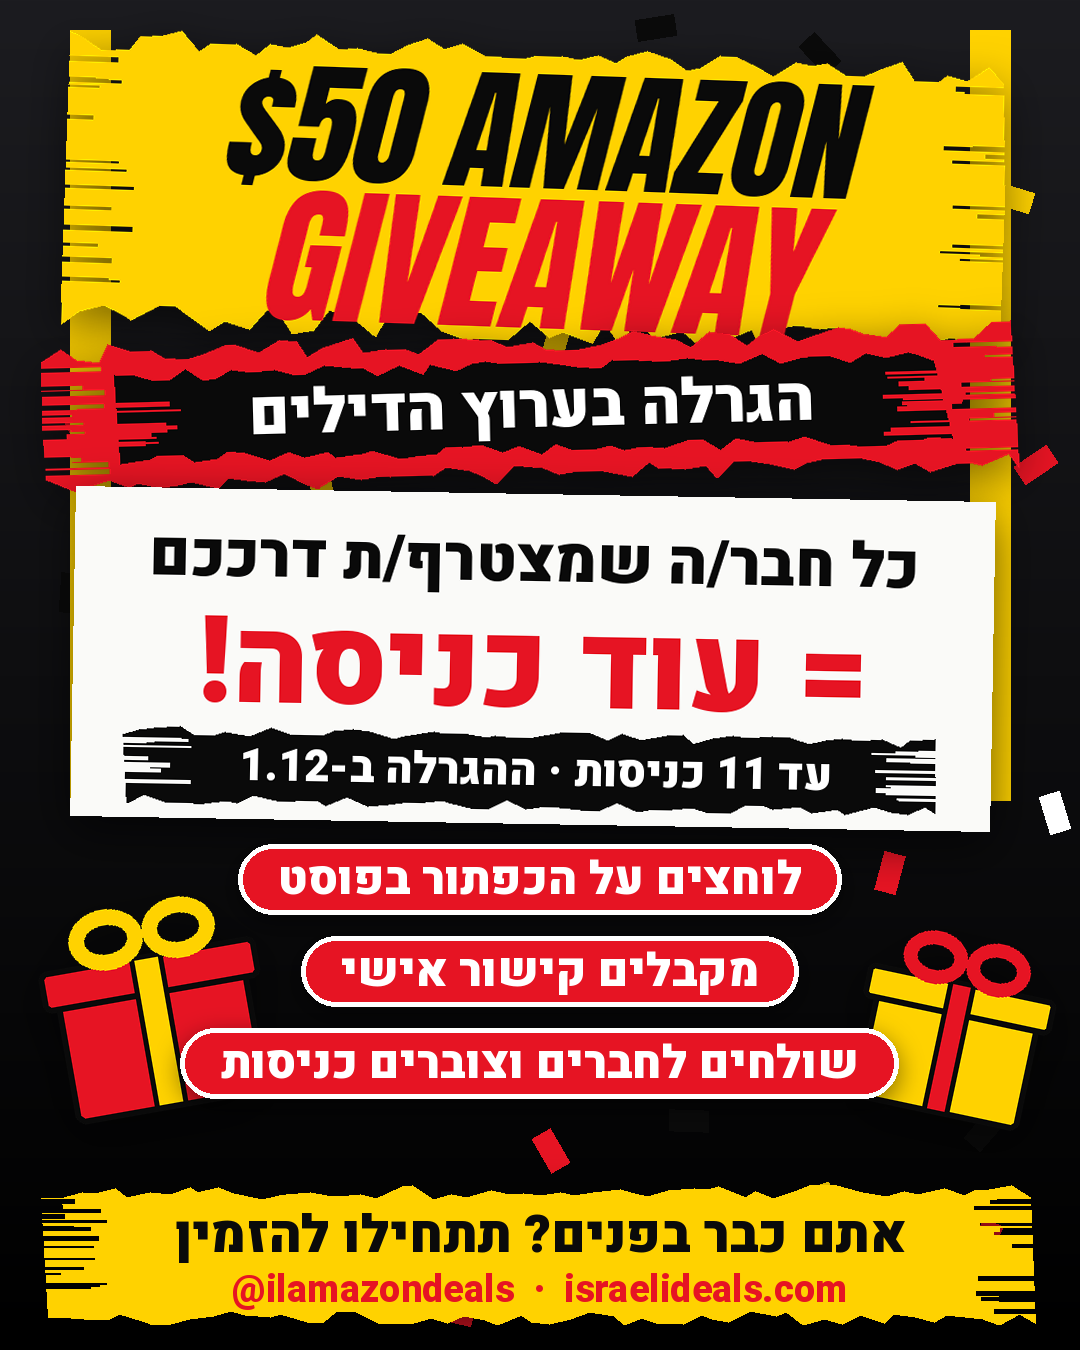 $50 AMAZON
GIVEAWAY
הגרלה בערוץ הדילים
כל חבר/ה שמצטרף/ת דרככם
= עוד כניסה!
עד 11 כניסות · ההגרלה ב-1.12
לוחצים על הכפתור בפוסט
מקבלים קישור אישי
שולחים לחברים וצוברים כניסות
אתם כבר בפנים? תתחילו להזמין
@ilamazondeals · israelideals.com